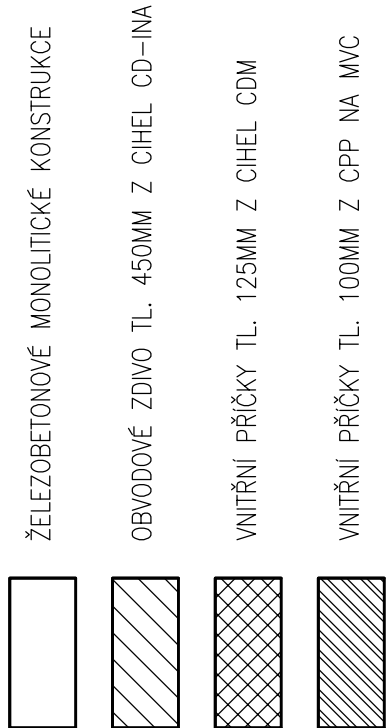 ŽELEZOBETONOVÉ MONOLITICKÉ KONSTRUKCE
OBVODOVÉ ZDIVO TL. 450MM Z CIHEL CD-INA
VNITŘNÍ PŘÍČKY TL. 125MM Z CIHEL CDM
VNITŘNÍ PŘÍČKY TL. 100MM Z CPP NA MVC